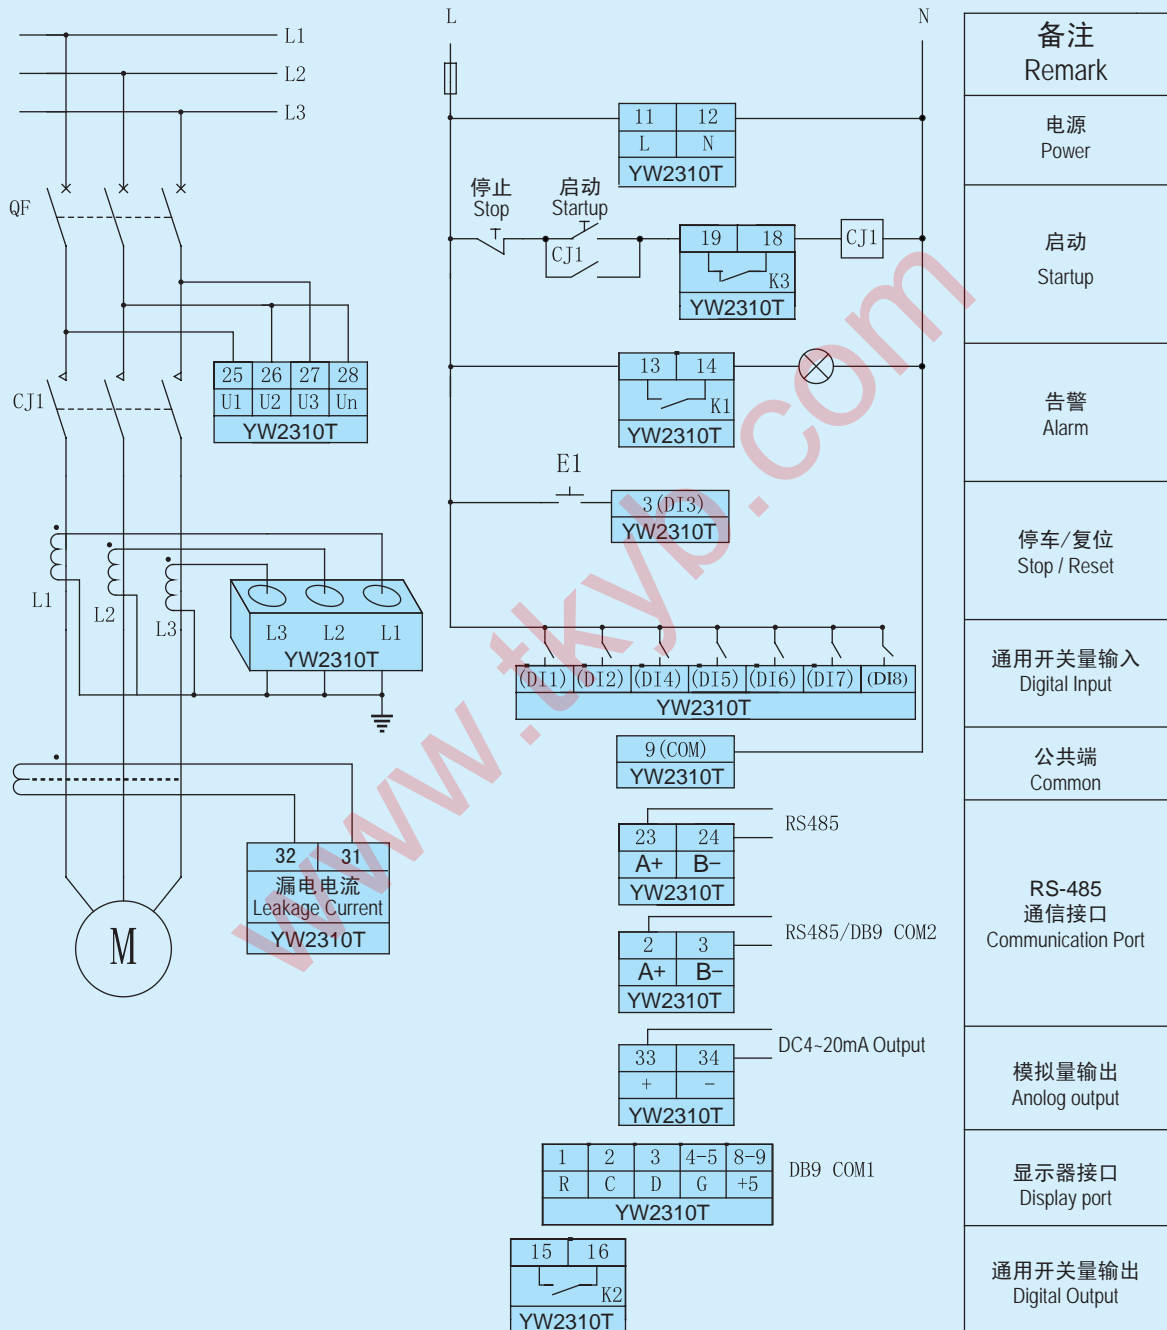 L1
L2
L3
QF
25 26 27 28
U1 U2 U3 Un
YW2310T
CJ1
L1
L2
L3
L3 L2 L1
YW2310T
32 31
漏电电流
Leakage Current
YW2310T
M
L
N
11 12
L N
YW2310T
停止
Stop
启动
Startup
CJ1
19 18
K3
YW2310T
CJ1
13 14
K1
YW2310T
E1
3(DI3)
YW2310T
(DI1) (DI2) (DI4) (DI5) (DI6) (DI7) (DI8)
YW2310T
9(COM)
YW2310T
RS485
23 24
A+ B-
YW2310T
RS485/DB9 COM2
2 3
A+ B-
YW2310T
DC4~20mA Output
33 34
+ -
YW2310T
1 2 3 4-5 8-9
R C D G +5
YW2310T
DB9 COM1
15 16
K2
YW2310T
备注
Remark
电源
Power
启动
Startup
告警
Alarm
停车/复位
Stop / Reset
通用开关量输入
Digital Input
公共端
Common
RS-485
通信接口
Communication Port
模拟量输出
Anolog output
显示器接口
Display port
通用开关量输出
Digital Output
www.tkyb.com